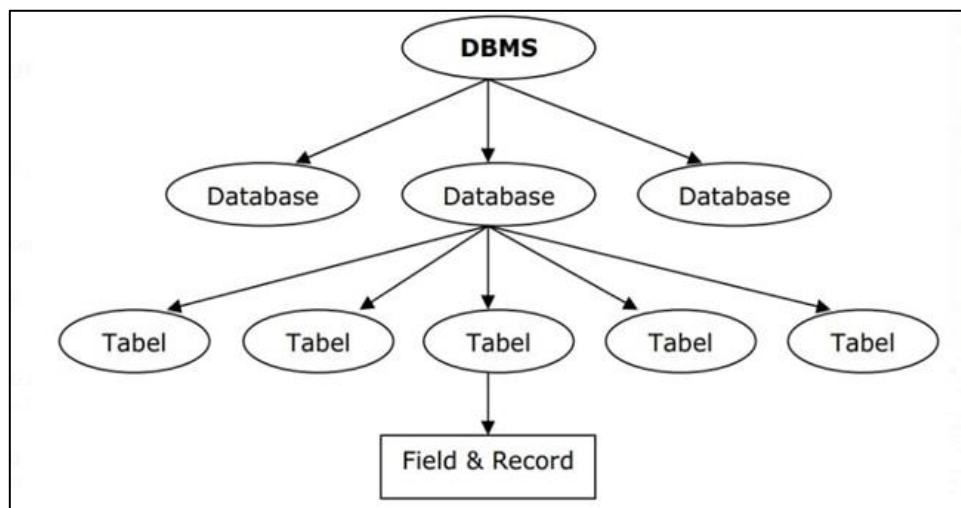 DBMS
Database
Database
Database
Tabel
Tabel
Tabel
Tabel
Tabel
Field & Record